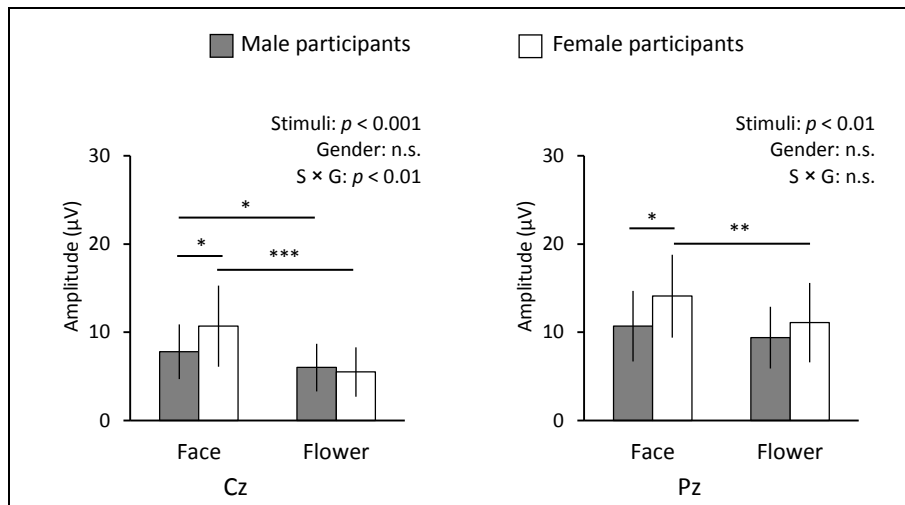 Male participants
Female participants
Stimuli: p < 0.001
Gender: n.s.
S × G: p < 0.01
Amplitude (µV)
30
20
10
0
*
*
***
Face
Flower
Cz
Stimuli: p < 0.01
Gender: n.s.
S × G: n.s.
Amplitude (µV)
30
20
10
0
*
**
Face
Flower
Pz